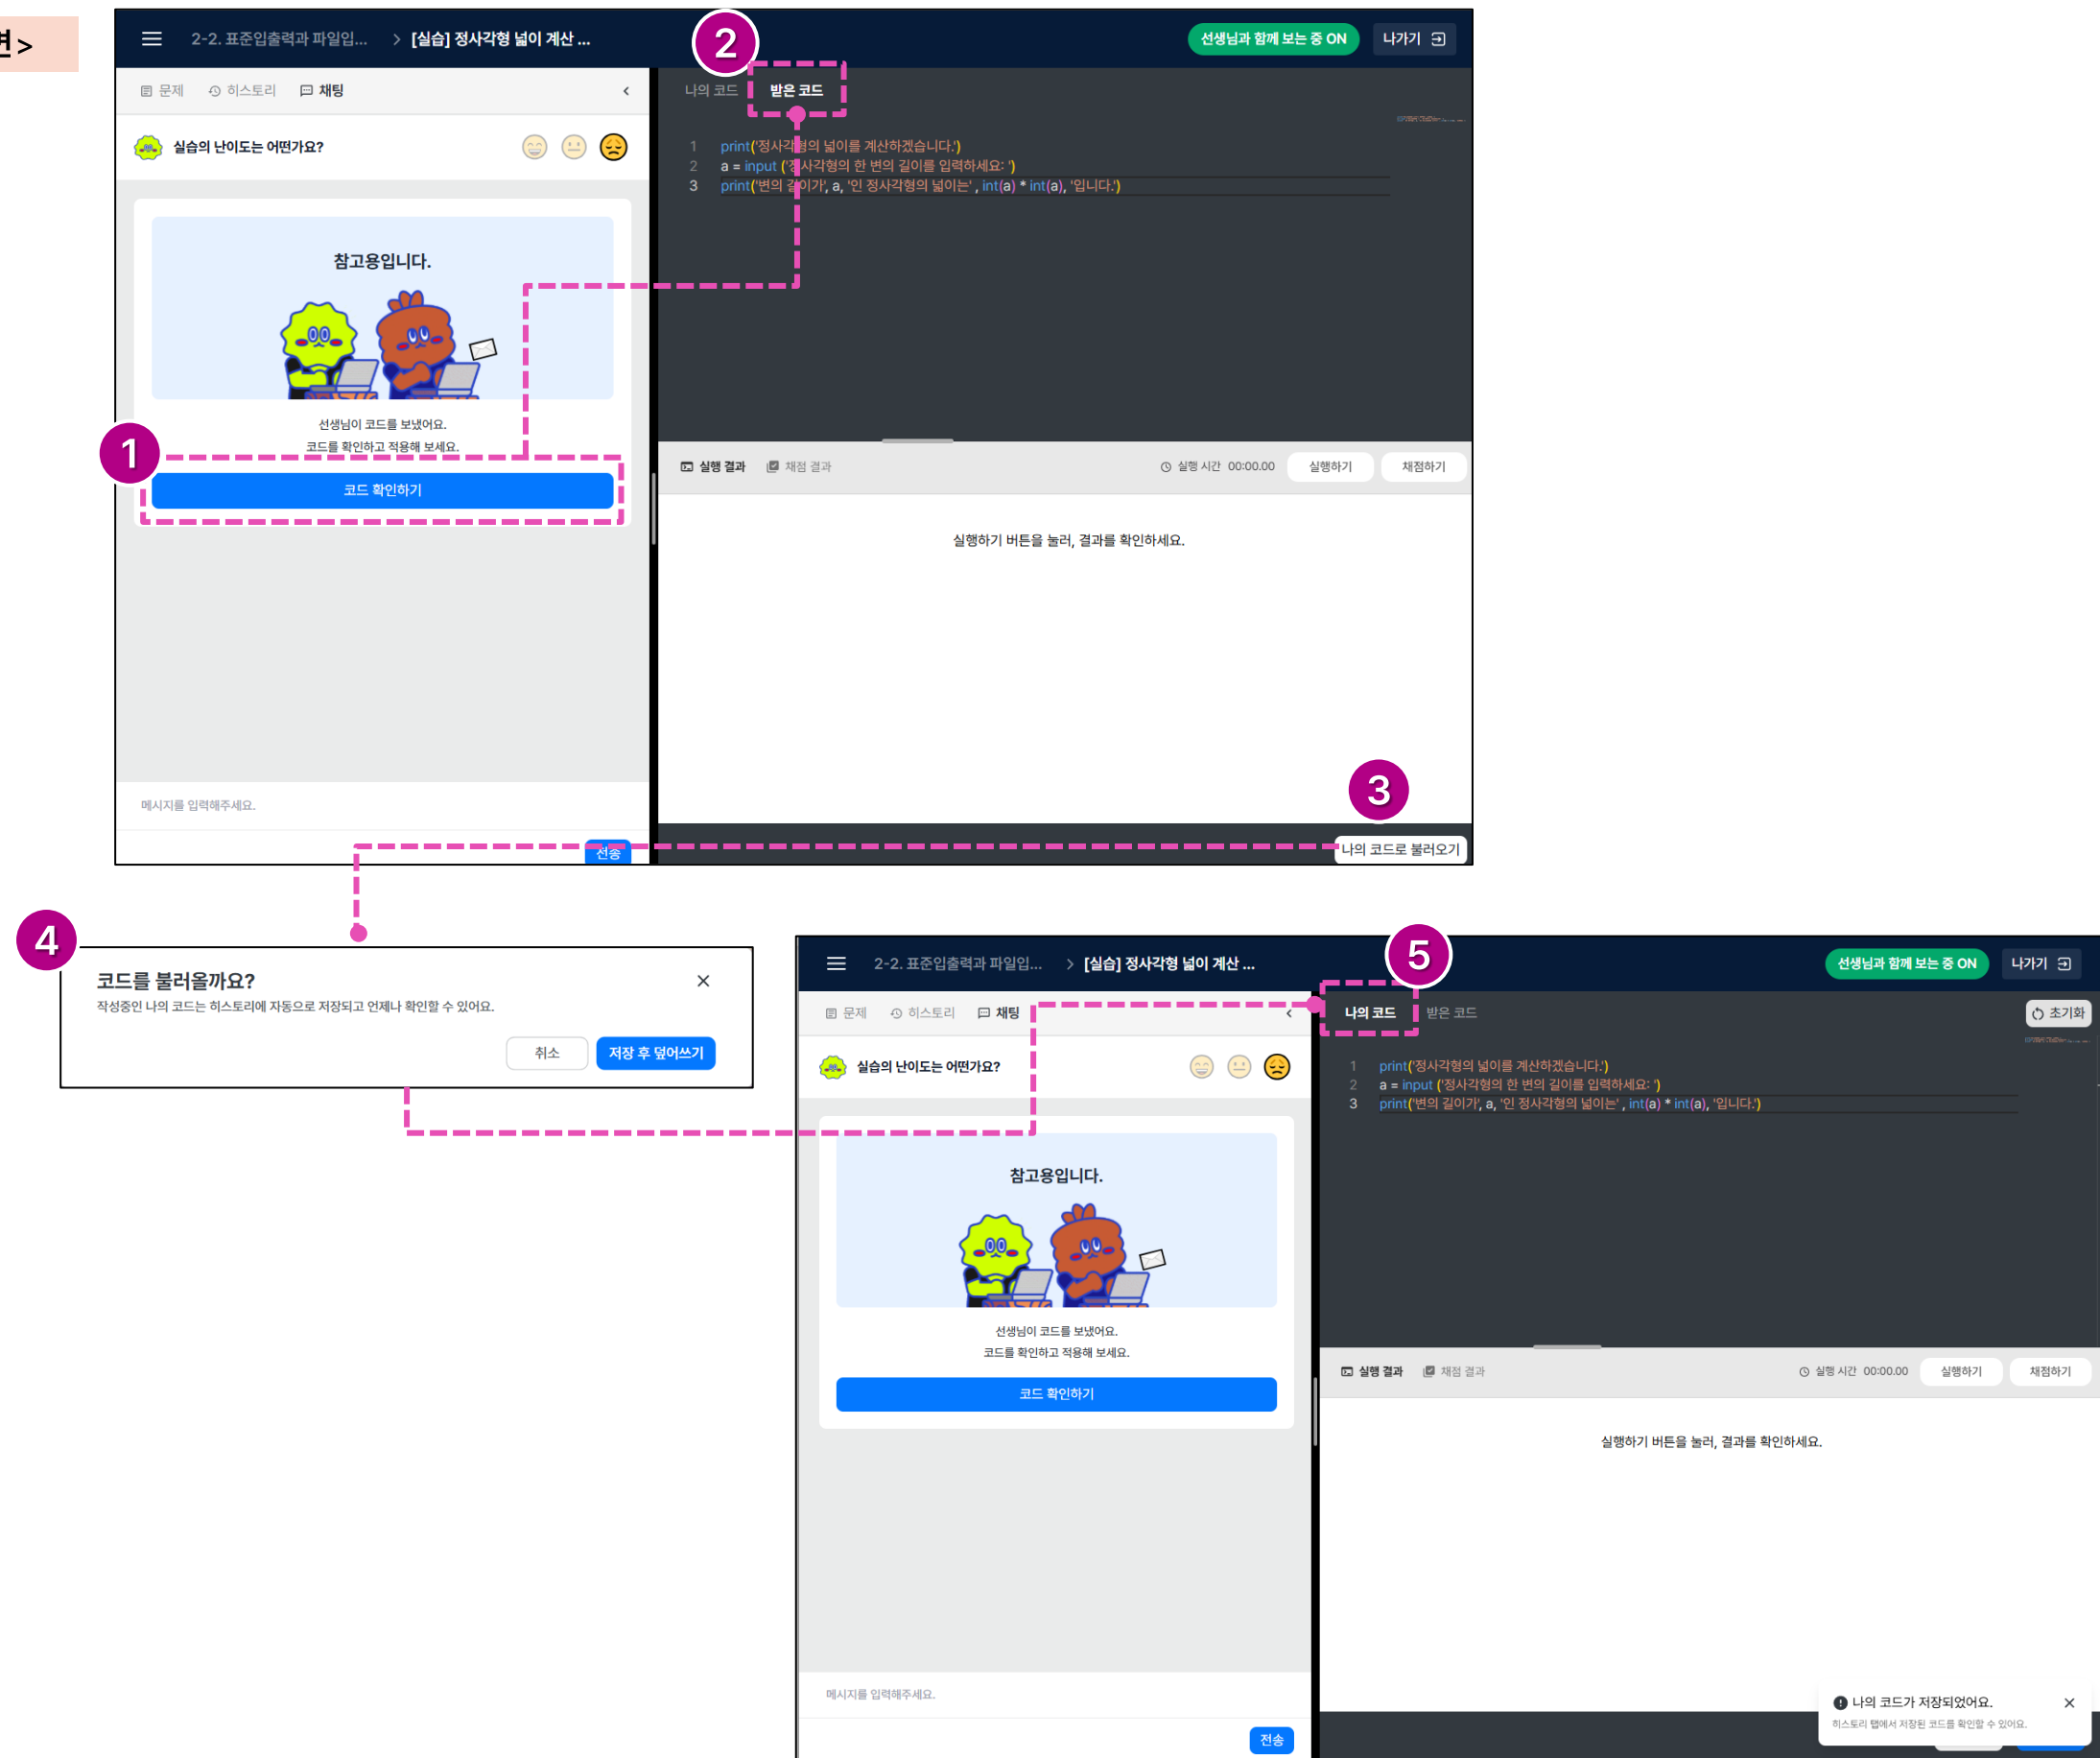 면>
2-2. 표준입출력과 파일입... > [실습] 정사각형 넓이 계산 ...
2
선생님과 함께 보는 중 ON
나가기
문제 히스토리 채팅
나의 코드 받은 코드
실습의 난이도는 어떤가요?
1 print('정사각형의 넓이를 계산하겠습니다.')
2 a = input ('정사각형의 한 변의 길이를 입력하세요: ')
3 print('변의 길이가', a, '인 정사각형의 넓이는' , int(a) * int(a), '입니다.')
참고용입니다.
선생님이 코드를 보냈어요.
코드를 확인하고 적용해 보세요.
1
코드 확인하기
실행 결과 채점 결과
실행 시간 00:00.00 실행하기 채점하기
실행하기 버튼을 눌러, 결과를 확인하세요.
3
메시지를 입력해주세요.
전송
나의 코드로 불러오기
4
코드를 불러올까요?
작성중인 나의 코드는 히스토리에 자동으로 저장되고 언제나 확인할 수 있어요.
취소 저장 후 덮어쓰기
2-2. 표준입출력과 파일입... > [실습] 정사각형 넓이 계산 ...
5
선생님과 함께 보는 중 ON
나가기
문제 히스토리 채팅
나의 코드 받은 코드
초기화
실습의 난이도는 어떤가요?
1 print('정사각형의 넓이를 계산하겠습니다.')
2 a = input ('정사각형의 한 변의 길이를 입력하세요: ')
3 print('변의 길이가', a, '인 정사각형의 넓이는' , int(a) * int(a), '입니다.')
참고용입니다.
선생님이 코드를 보냈어요.
코드를 확인하고 적용해 보세요.
코드 확인하기
실행 결과 채점 결과
실행 시간 00:00.00 실행하기 채점하기
실행하기 버튼을 눌러, 결과를 확인하세요.
메시지를 입력해주세요.
전송
나의 코드가 저장되었어요.
히스토리 탭에서 저장된 코드를 확인할 수 있어요.